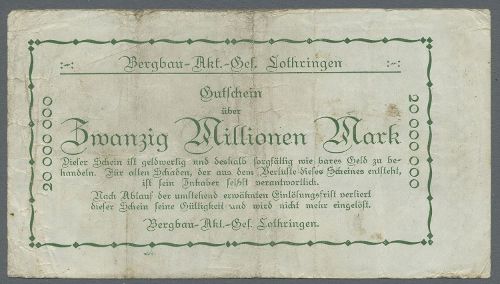 :-: Bergbau-Akt.-Ges. Lothringen :-:
Gutschein
über
Zwanzig Millionen Mark
Dieser Schein ist geldwertig und deshalb sorgfältig wie bares Geld zu be-
handeln. Für allen Schaden, der aus dem Verluste dieses Scheines entsteht,
ist sein Inhaber selbst verantwortlich.
Nach Ablauf der umstehend erwähnten Einlösungsfrist verliert
dieser Schein seine Gültigkeit und wird nicht mehr eingelöst.
Bergbau-Akt.-Ges. Lothringen.
20 000 000
20 000 000